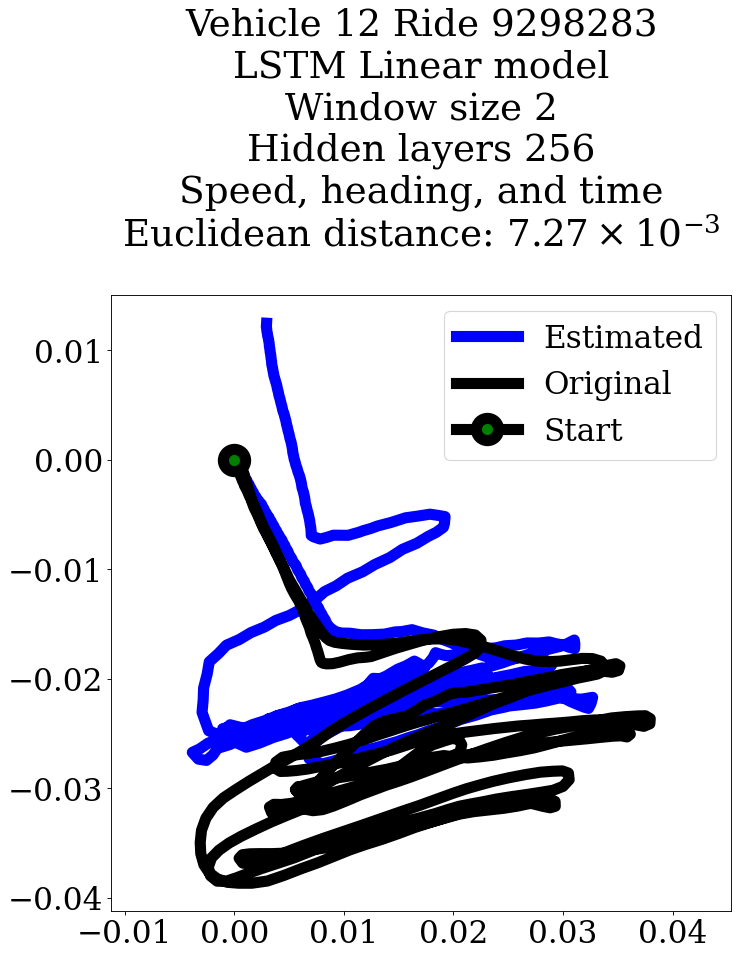 Vehicle 12 Ride 9298283
LSTM Linear model
Window size 2
Hidden layers 256
Speed, heading, and time
Euclidean distance: 7.27 × 10⁻³
Estimated
Original
Start
0.01
0.00
−0.01
−0.02
−0.03
−0.04
−0.01 0.00 0.01 0.02 0.03 0.04